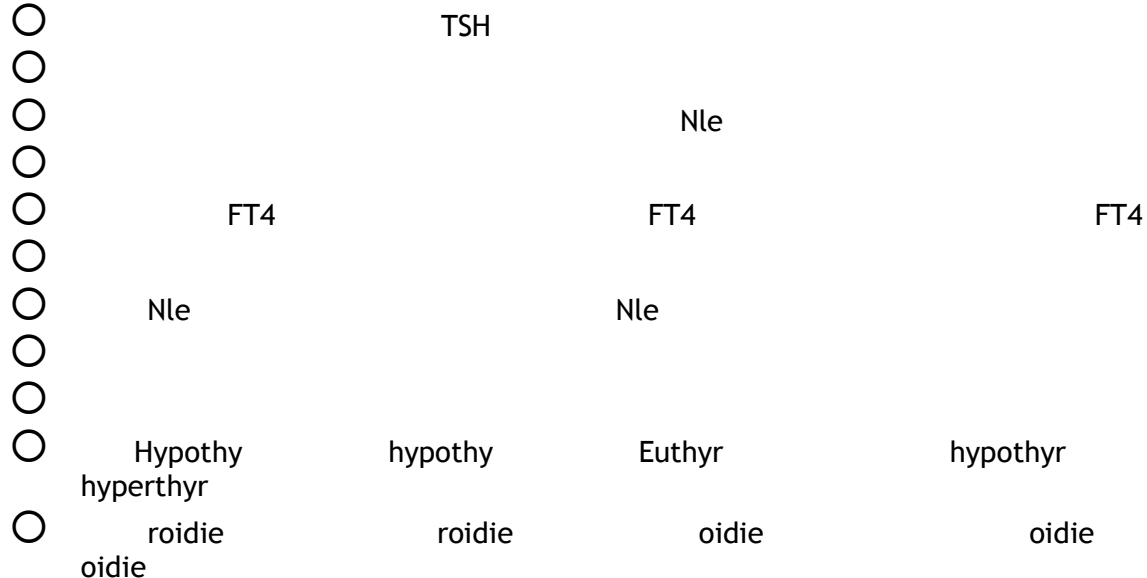 TSH
Nle
FT4 FT4 FT4
Nle Nle
Hypothy hypothy Euthyr hypothyr
hyperthyr
roidie roidie oidie oidie
oidie